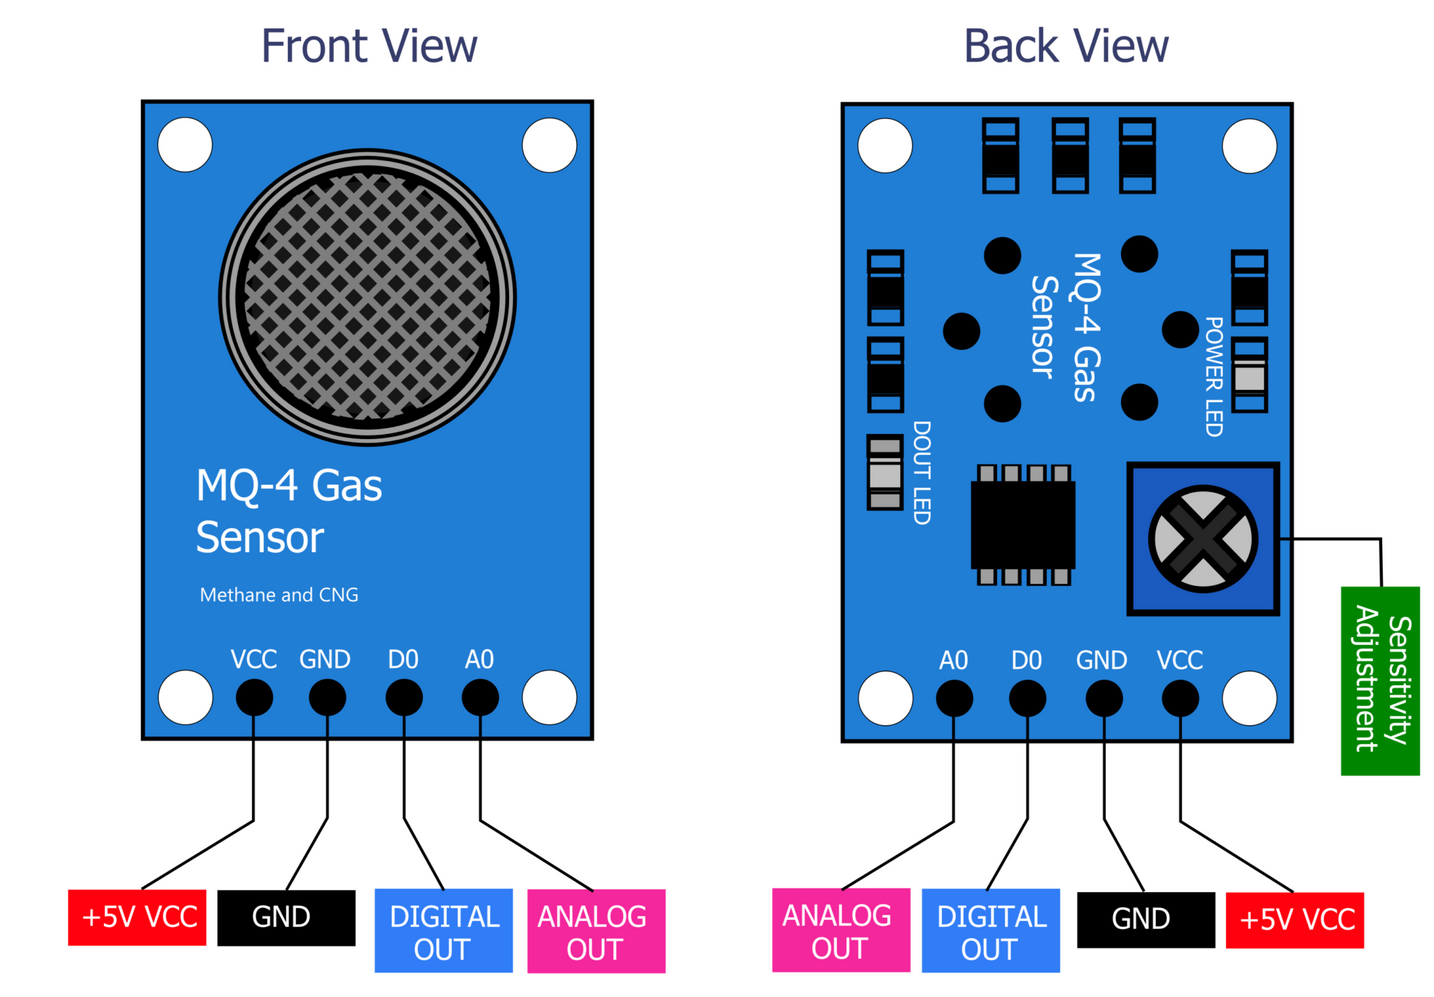 Front View
MQ-4 Gas
Sensor
Methane and CNG
VCC GND D0 A0
+5V VCC
GND
DIGITAL
OUT
ANALOG
OUT
Back View
MQ-4 Gas
Sensor
POWER LED
DOUT LED
A0 D0 GND VCC
Sensitivity
Adjustment
ANALOG
OUT
DIGITAL
OUT
GND
+5V VCC